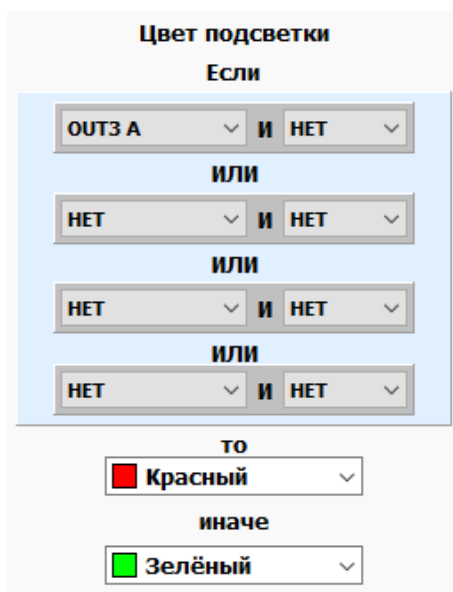 Цвет подсветки
Если
OUT3 A И НЕТ
ИЛИ
НЕТ И НЕТ
ИЛИ
НЕТ И НЕТ
ИЛИ
НЕТ И НЕТ
то
Красный
иначе
Зелёный